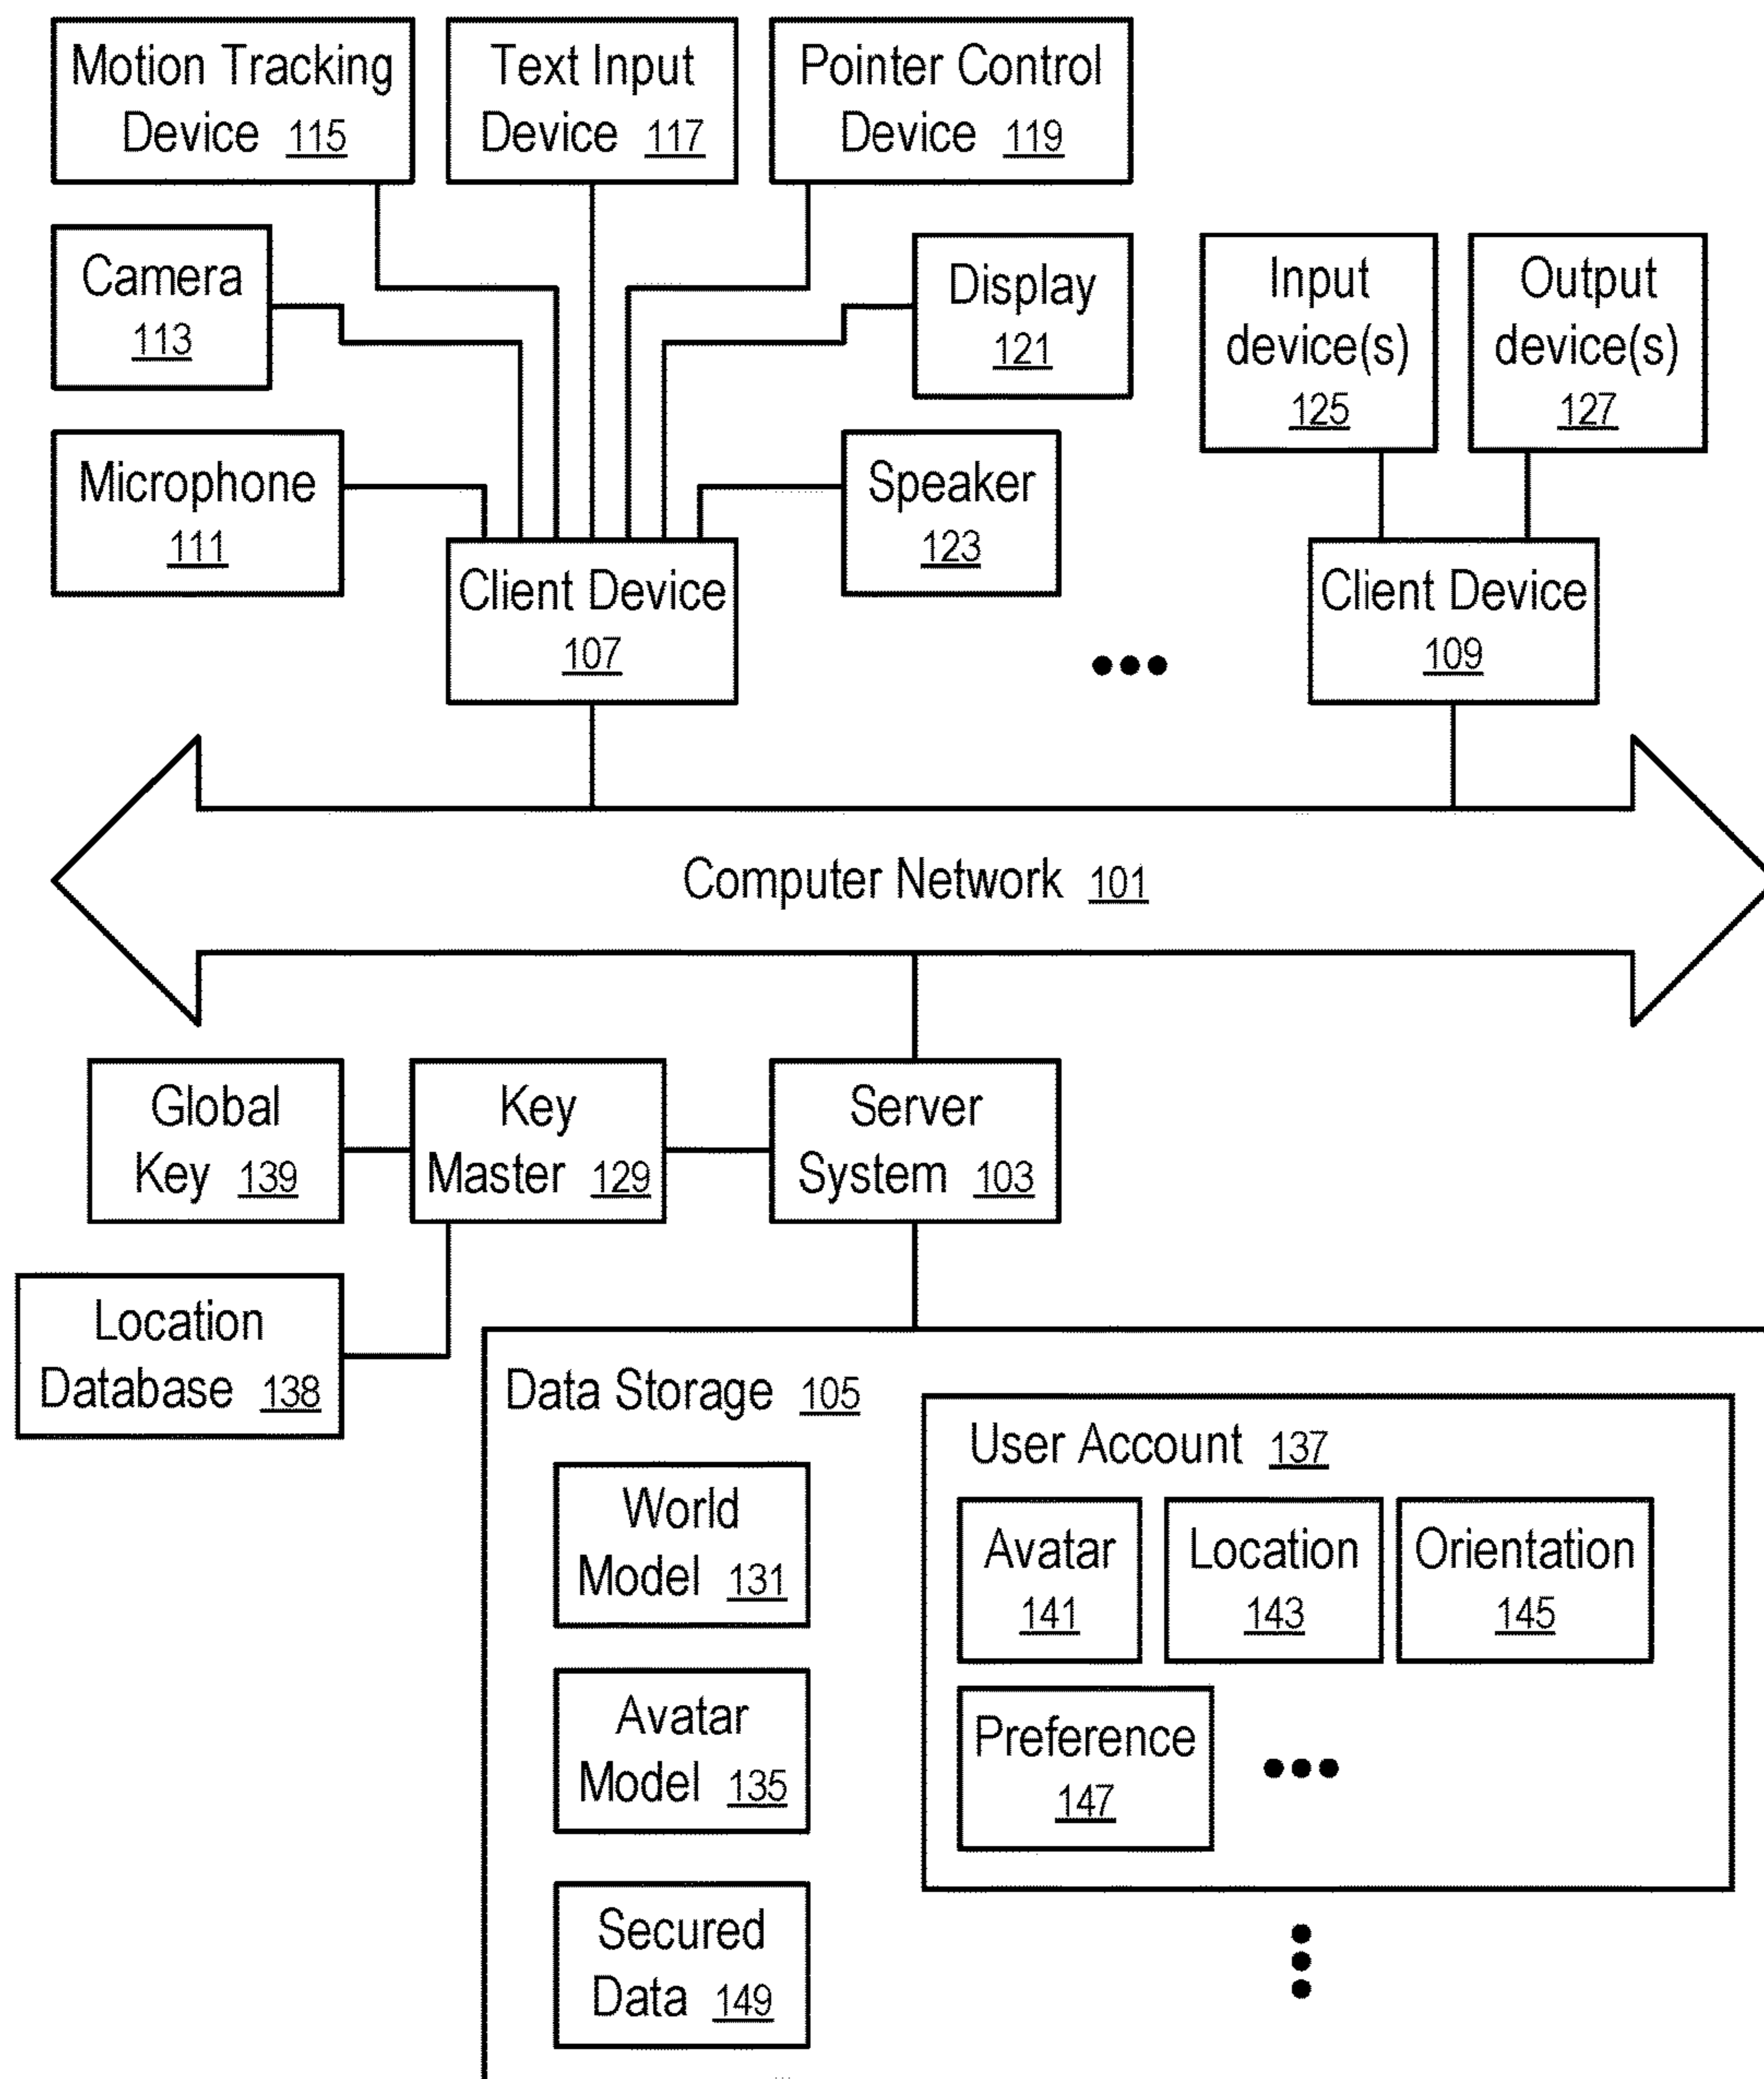 Motion Tracking
Device 115
Text Input
Device 117
Pointer Control
Device 119
Camera
113
Display
121
Input
device(s)
125
Output
device(s)
127
Microphone
111
Speaker
123
Client Device
107
Client Device
109
Computer Network 101
Global
Key 139
Key
Master 129
Server
System 103
Location
Database 138
Data Storage 105
User Account 137
World
Model 131
Avatar
141
Location
143
Orientation
145
Avatar
Model 135
Preference
147
Secured
Data 149